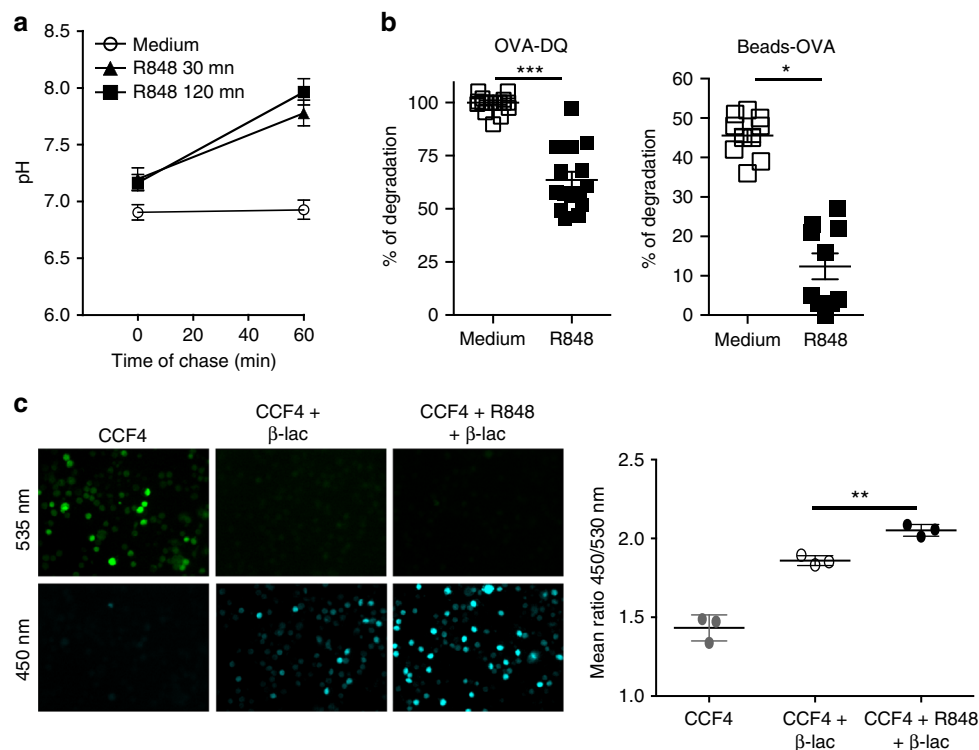 a
8.5
8.0
7.5
7.0
6.5
6.0
pH
Medium
R848 30 mn
R848 120 mn
0
20
40
60
Time of chase (min)
b
OVA-DQ
***
100
75
50
25
0
% of degradation
Medium
R848
Beads-OVA
*
60
50
40
30
20
10
0
% of degradation
Medium
R848
c
CCF4
CCF4 +
β-lac
CCF4 + R848
+ β-lac
535 nm
450 nm
2.5
2.0
1.5
1.0
Mean ratio 450/530 nm
**
CCF4
CCF4 +
β-lac
CCF4 + R848
+ β-lac